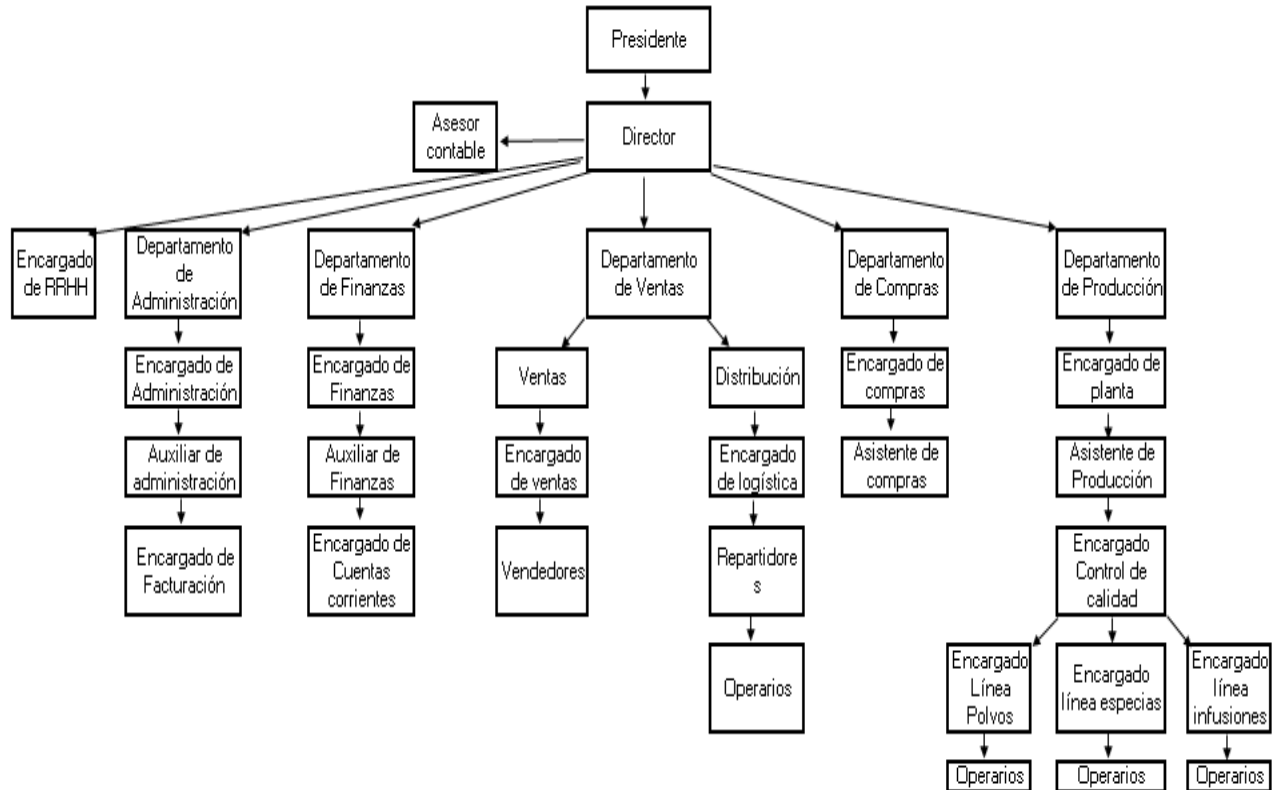 Presidente
Asesor
contable
Director
Encargado
de RRHH
Departamento
de
Administración
Departamento
de Finanzas
Departamento
de Ventas
Departamento
de Compras
Departamento
de Producción
Encargado de
Administración
Encargado de
Finanzas
Ventas
Distribución
Encargado de
compras
Encargado de
planta
Auxiliar de
administración
Auxiliar de
Finanzas
Encargado
de ventas
Encargado
de logística
Asistente de
compras
Asistente de
Producción
Encargado de
Facturación
Encargado de
Cuentas
corrientes
Vendedores
Repartidore
s
Encargado
Control de
calidad
Operarios
Encargado
Línea
Polvos
Encargado
línea especias
Encargado
línea
infusiones
Operarios
Operarios
Operarios